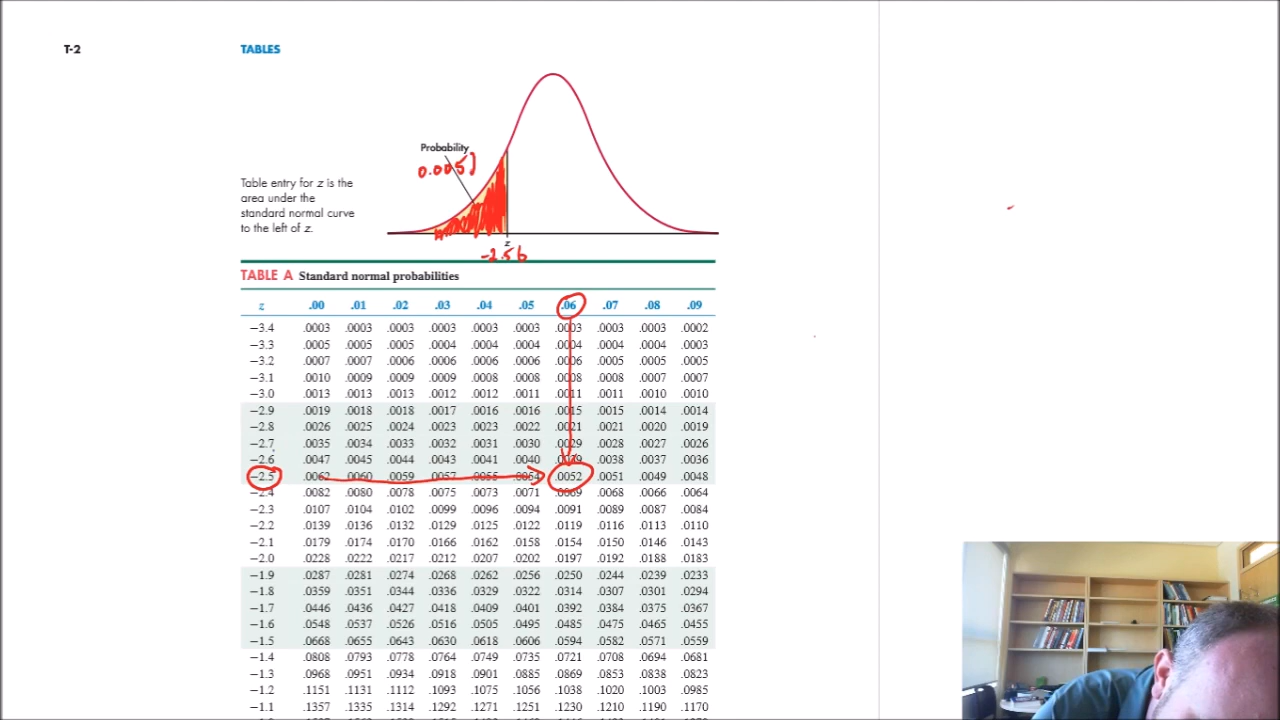 T-2
TABLES
Probability
0.005
Table entry for z is the
area under the
standard normal curve
to the left of z.
z
-2.56
TABLE A Standard normal probabilities
z .00 .01 .02 .03 .04 .05 .06 .07 .08 .09
−3.4 .0003 .0003 .0003 .0003 .0003 .0003 .0003 .0003 .0003 .0002
−3.3 .0005 .0005 .0005 .0004 .0004 .0004 .0004 .0004 .0004 .0003
−3.2 .0007 .0007 .0006 .0006 .0006 .0006 .0006 .0005 .0005 .0005
−3.1 .0010 .0009 .0009 .0009 .0008 .0008 .0008 .0008 .0007 .0007
−3.0 .0013 .0013 .0013 .0012 .0012 .0011 .0011 .0011 .0010 .0010
−2.9 .0019 .0018 .0018 .0017 .0016 .0016 .0015 .0015 .0014 .0014
−2.8 .0026 .0025 .0024 .0023 .0023 .0022 .0021 .0021 .0020 .0019
−2.7 .0035 .0034 .0033 .0032 .0031 .0030 .0029 .0028 .0027 .0026
−2.6 .0047 .0045 .0044 .0043 .0041 .0040 .0039 .0038 .0037 .0036
−2.5 .0062 .0060 .0059 .0057 .0055 .0054 .0052 .0051 .0049 .0048
−2.4 .0082 .0080 .0078 .0075 .0073 .0071 .0069 .0068 .0066 .0064
−2.3 .0107 .0104 .0102 .0099 .0096 .0094 .0091 .0089 .0087 .0084
−2.2 .0139 .0136 .0132 .0129 .0125 .0122 .0119 .0116 .0113 .0110
−2.1 .0179 .0174 .0170 .0166 .0162 .0158 .0154 .0150 .0146 .0143
−2.0 .0228 .0222 .0217 .0212 .0207 .0202 .0197 .0192 .0188 .0183
−1.9 .0287 .0281 .0274 .0268 .0262 .0256 .0250 .0244 .0239 .0233
−1.8 .0359 .0351 .0344 .0336 .0329 .0322 .0314 .0307 .0301 .0294
−1.7 .0446 .0436 .0427 .0418 .0409 .0401 .0392 .0384 .0375 .0367
−1.6 .0548 .0537 .0526 .0516 .0505 .0495 .0485 .0475 .0465 .0455
−1.5 .0668 .0655 .0643 .0630 .0618 .0606 .0594 .0582 .0571 .0559
−1.4 .0808 .0793 .0778 .0764 .0749 .0735 .0721 .0708 .0694 .0681
−1.3 .0968 .0951 .0934 .0918 .0901 .0885 .0869 .0853 .0838 .0823
−1.2 .1151 .1131 .1112 .1093 .1075 .1056 .1038 .1020 .1003 .0985
−1.1 .1357 .1335 .1314 .1292 .1271 .1251 .1230 .1210 .1190 .1170